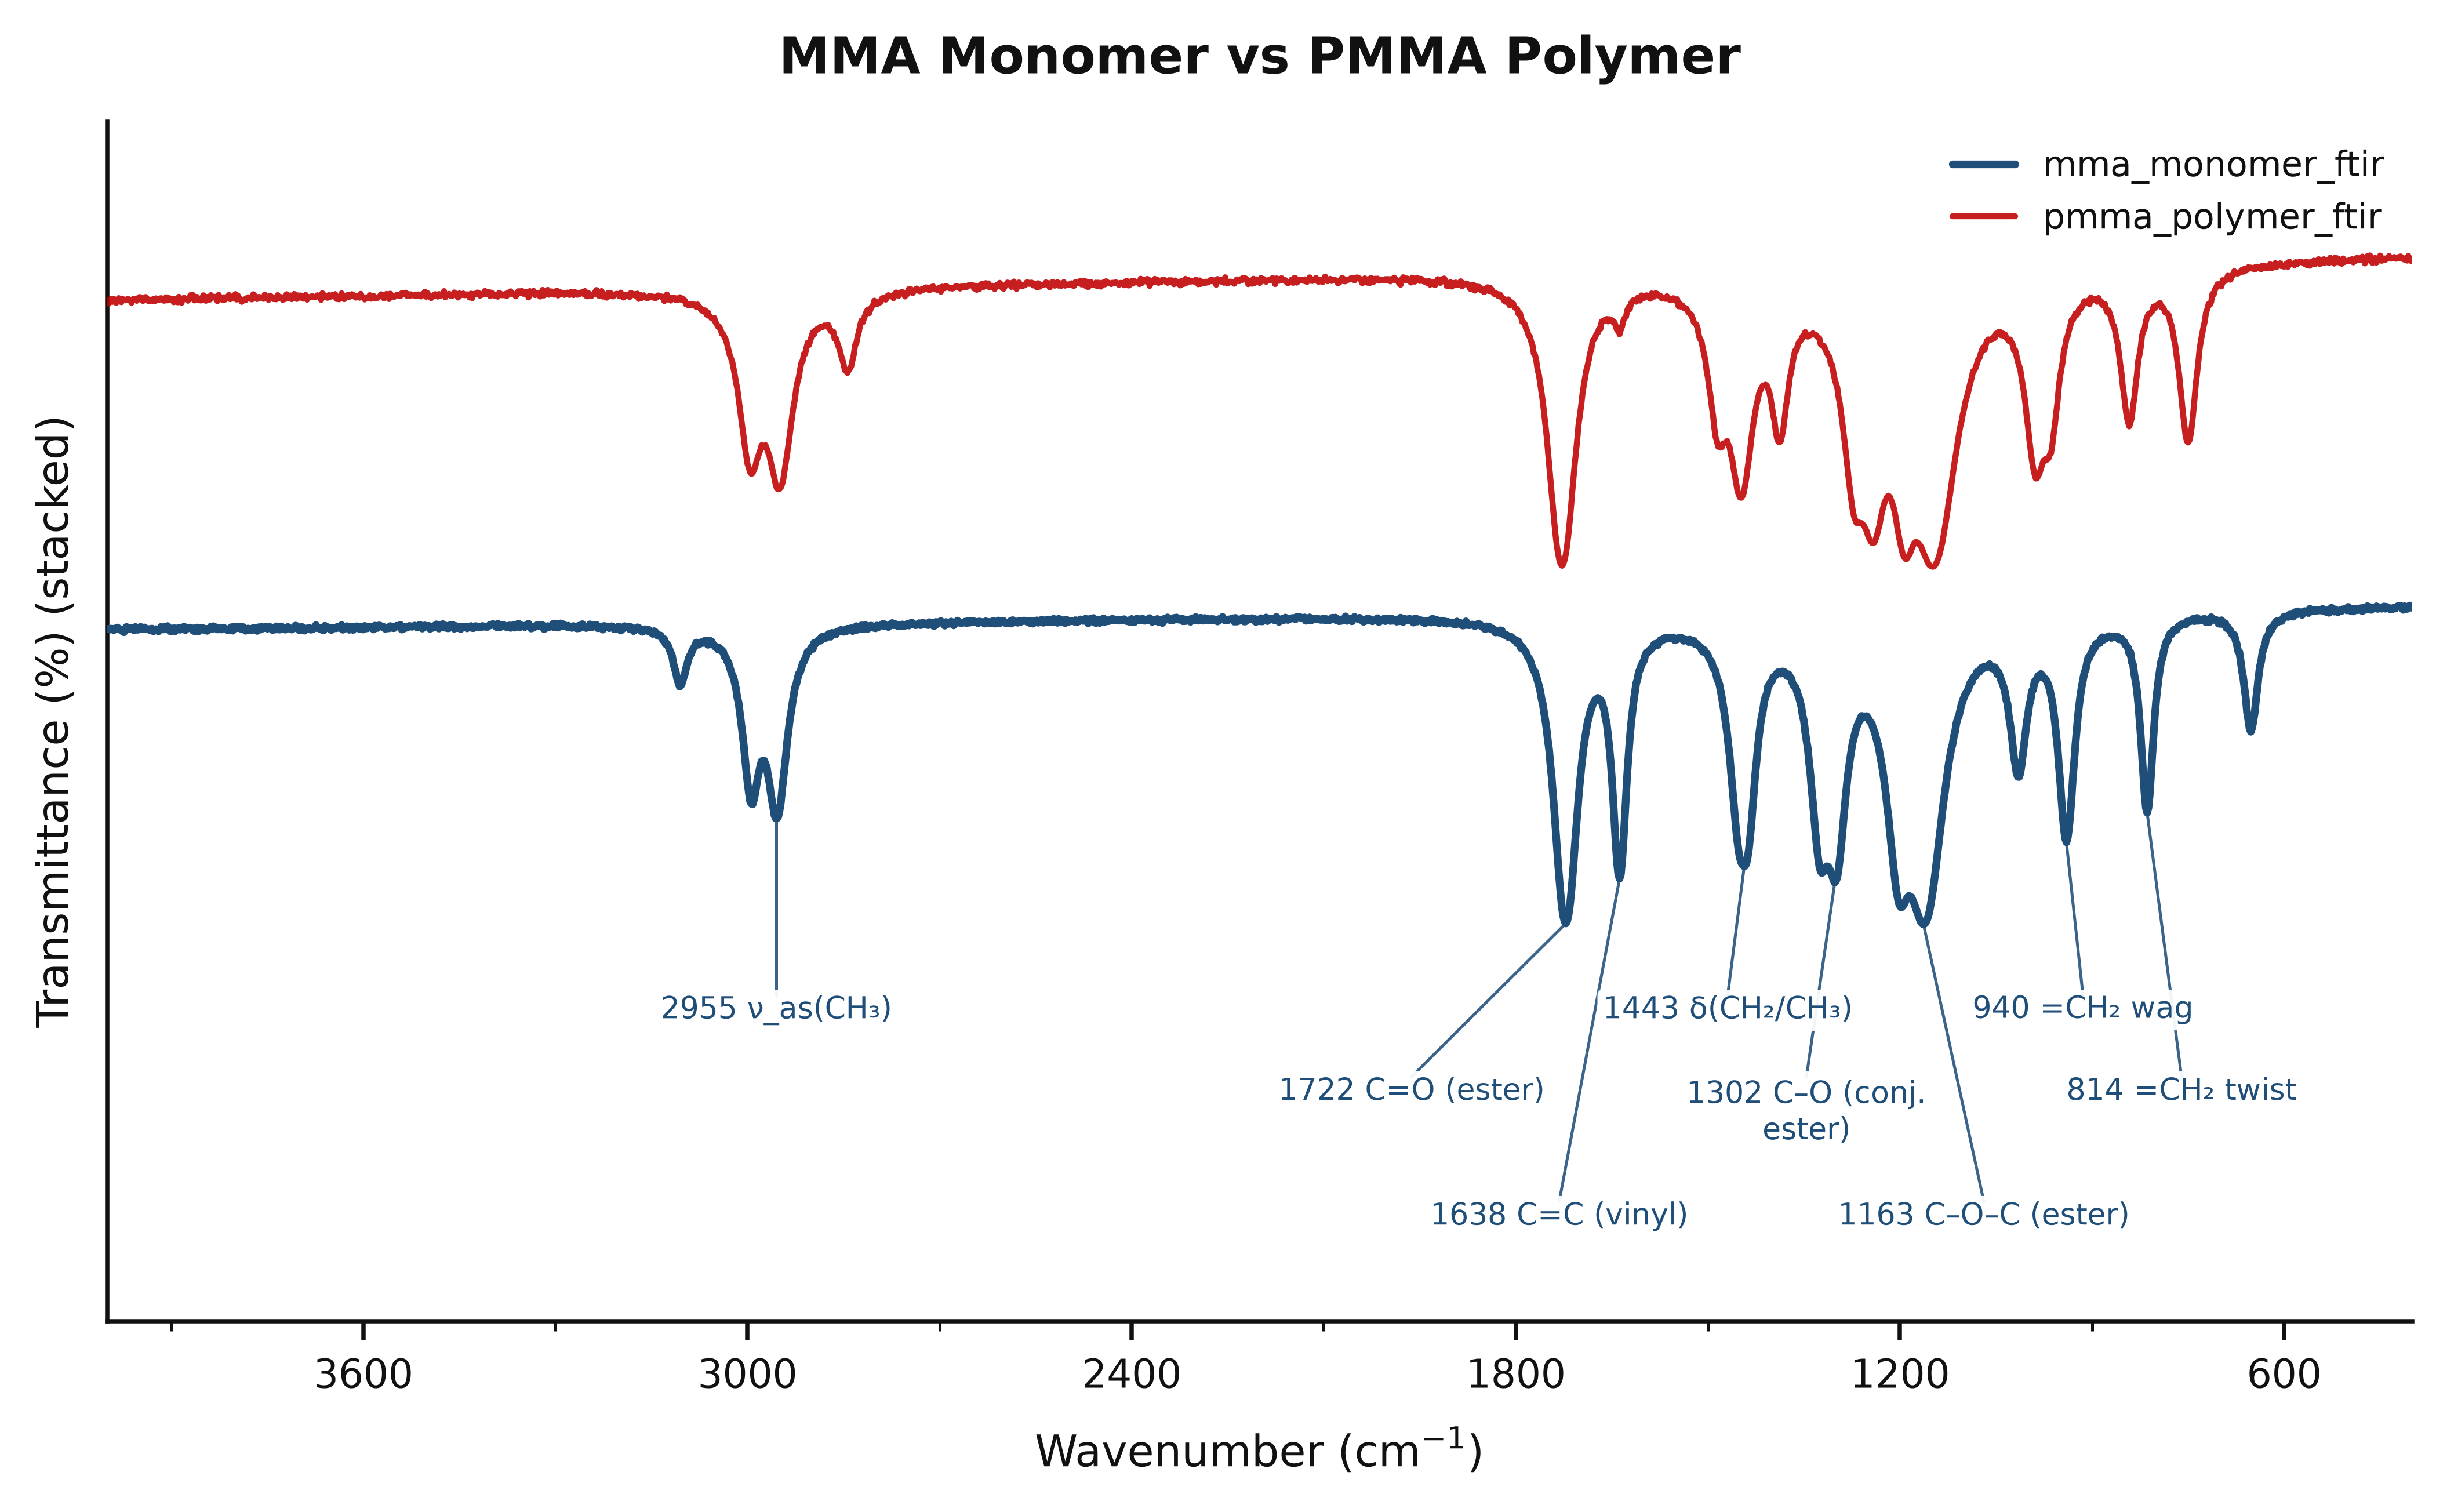 MMA Monomer vs PMMA Polymer
mma_monomer_ftir
pmma_polymer_ftir
Transmittance (%) (stacked)
2955 ν_as(CH₃)
1443 δ(CH₂/CH₃)
940 =CH₂ wag
1722 C=O (ester)
1302 C–O (conj.
ester)
814 =CH₂ twist
1638 C=C (vinyl)
1163 C–O–C (ester)
3600 3000 2400 1800 1200 600
Wavenumber (cm⁻¹)